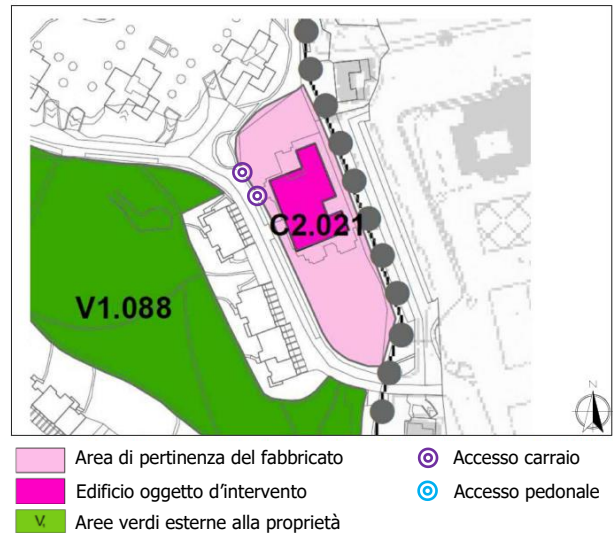 N
C2.021
V1.088
Area di pertinenza del fabbricato
Accesso carraio
Edificio oggetto d'intervento
Accesso pedonale
V,
Aree verdi esterne alla proprietà